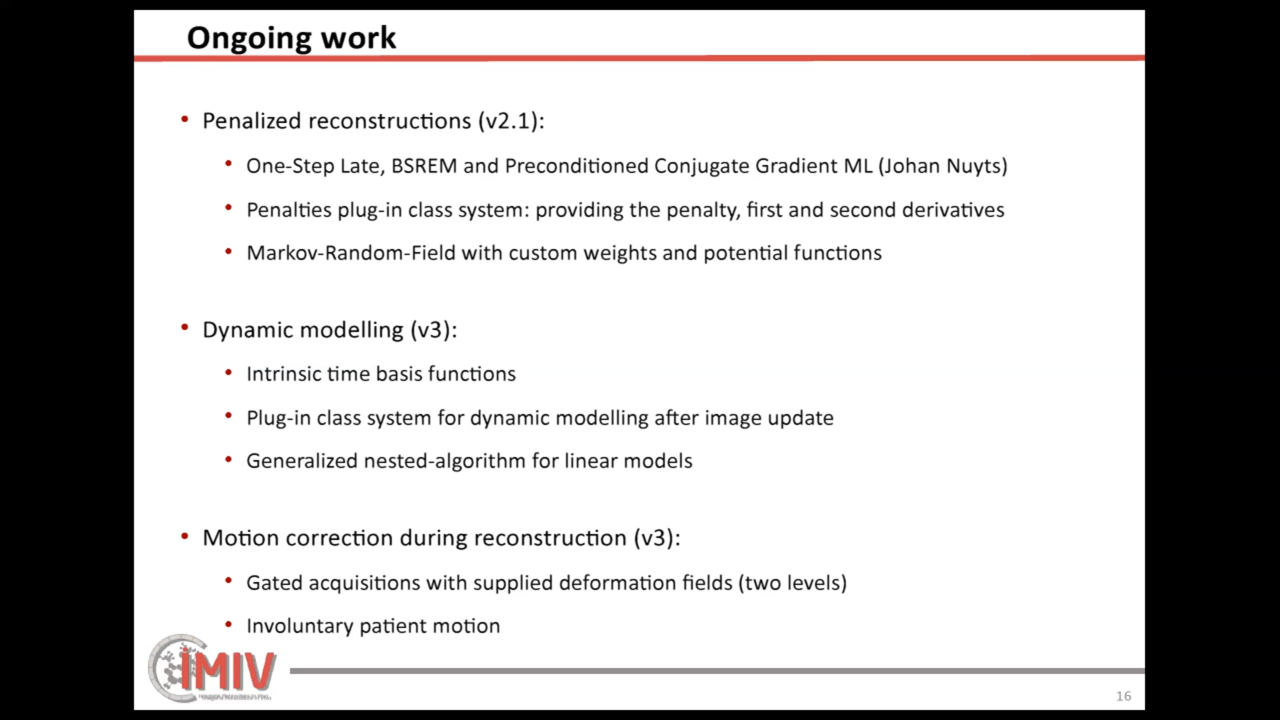 Ongoing work
• Penalized reconstructions (v2.1):
• One-Step Late, BSREM and Preconditioned Conjugate Gradient ML (Johan Nuyts)
• Penalties plug-in class system: providing the penalty, first and second derivatives
• Markov-Random-Field with custom weights and potential functions
• Dynamic modelling (v3):
• Intrinsic time basis functions
• Plug-in class system for dynamic modelling after image update
• Generalized nested-algorithm for linear models
• Motion correction during reconstruction (v3):
• Gated acquisitions with supplied deformation fields (two levels)
• Involuntary patient motion
IMIV
16